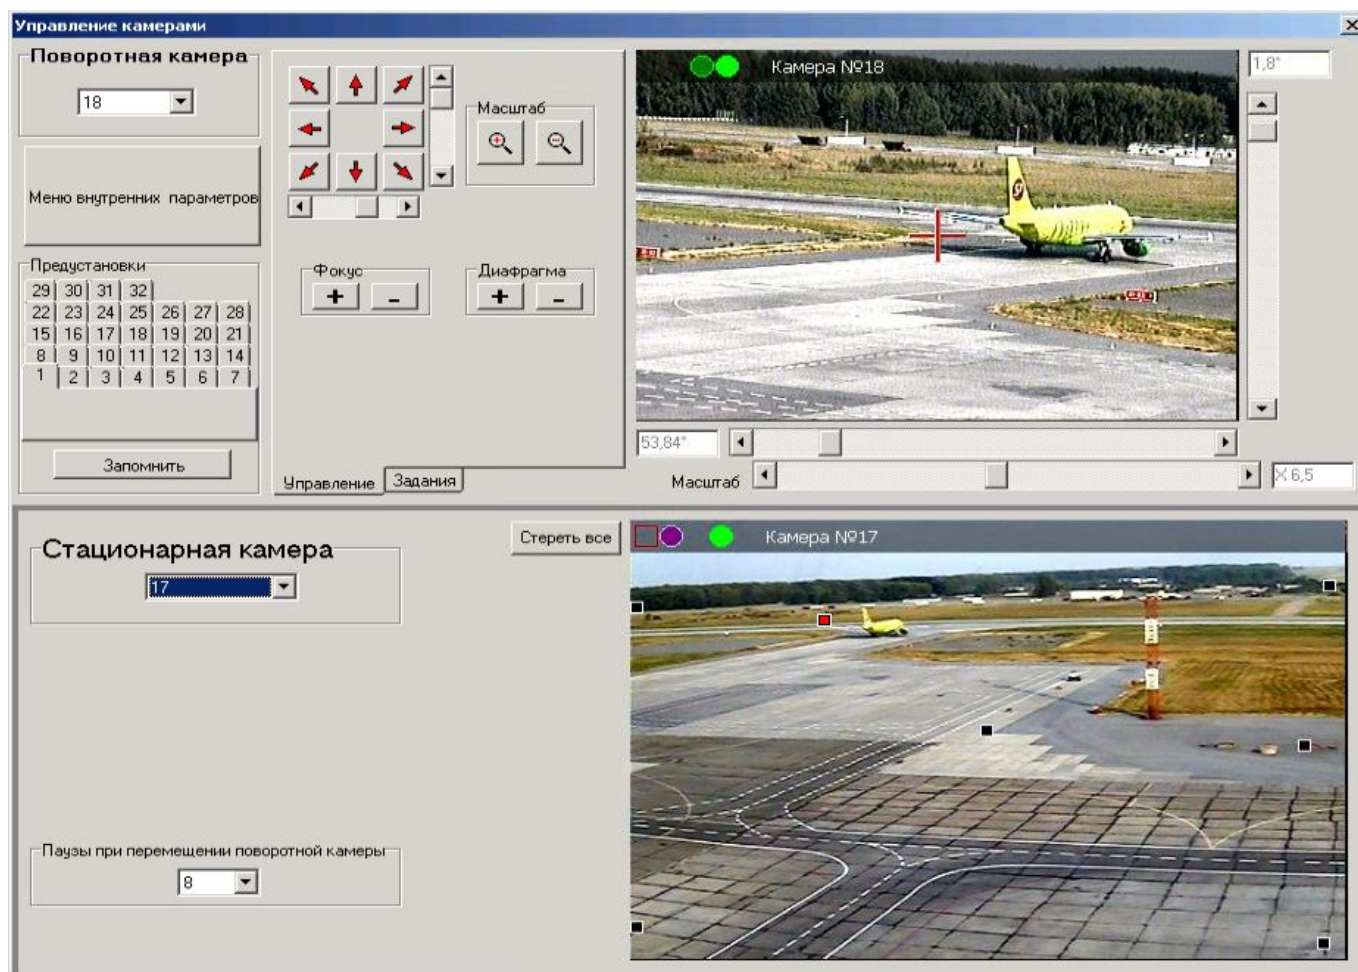 Управление камерами
Поворотная камера
18
Меню внутренних параметров
Предустановки
29 30 31 32
22 23 24 25 26 27 28
15 16 17 18 19 20 21
8 9 10 11 12 13 14
1 2 3 4 5 6 7
Запомнить
Масштаб
Фокус
+ -
Диафрагма
+ -
Управление
Задания
Камера №18
1,8°
53,84°
Масштаб
X 6,5
Стационарная камера
17
Стереть все
Паузы при перемещении поворотной камеры
8
Камера №17